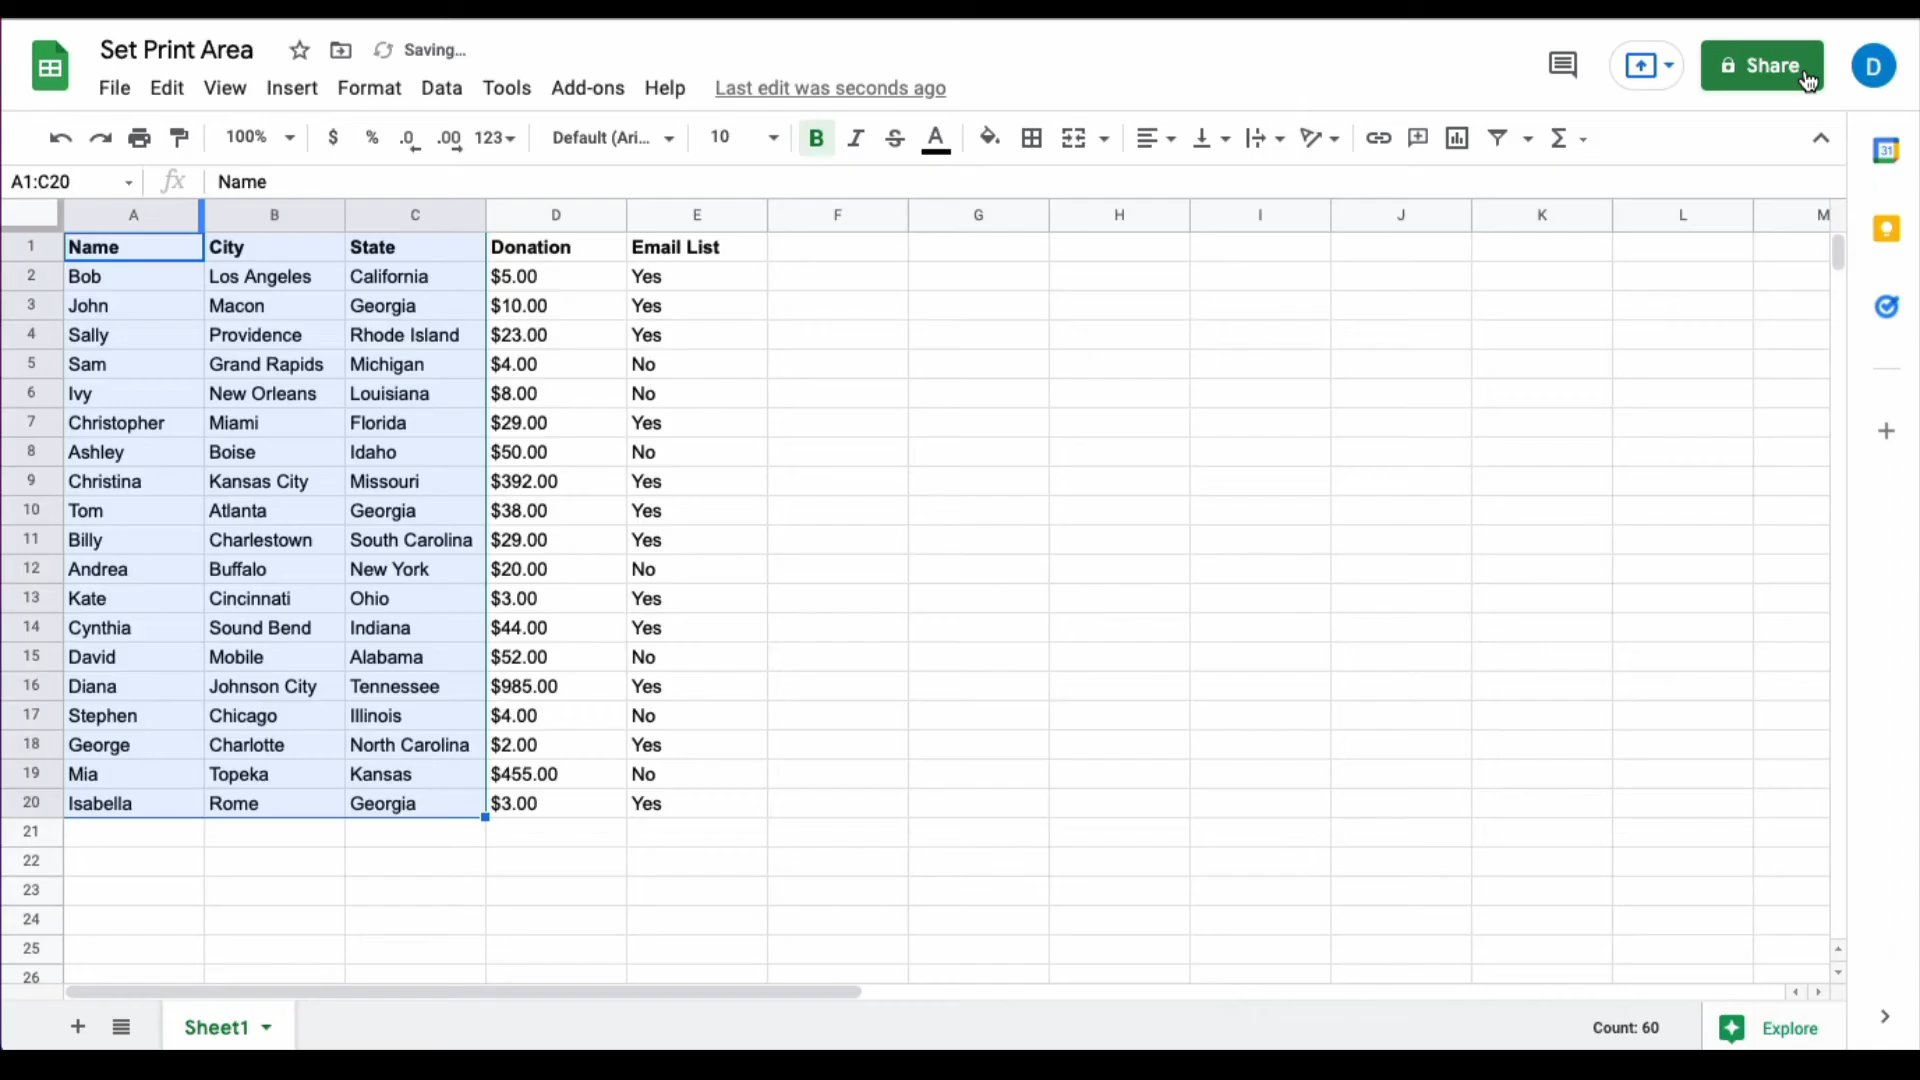 Set Print Area Saving...
File Edit View Insert Format Data Tools Add-ons Help Last edit was seconds ago
Share
D
100% $ % .0 .00 123 Default (Ari... 10 B I S A Σ
31
A1:C20 fx Name
A B C D E F G H I J K L M
1 Name City State Donation Email List
2 Bob Los Angeles California $5.00 Yes
3 John Macon Georgia $10.00 Yes
4 Sally Providence Rhode Island $23.00 Yes
5 Sam Grand Rapids Michigan $4.00 No
6 Ivy New Orleans Louisiana $8.00 No
7 Christopher Miami Florida $29.00 Yes
8 Ashley Boise Idaho $50.00 No
9 Christina Kansas City Missouri $392.00 Yes
10 Tom Atlanta Georgia $38.00 Yes
11 Billy Charlestown South Carolina $29.00 Yes
12 Andrea Buffalo New York $20.00 No
13 Kate Cincinnati Ohio $3.00 Yes
14 Cynthia Sound Bend Indiana $44.00 Yes
15 David Mobile Alabama $52.00 No
16 Diana Johnson City Tennessee $985.00 Yes
17 Stephen Chicago Illinois $4.00 No
18 George Charlotte North Carolina $2.00 Yes
19 Mia Topeka Kansas $455.00 No
20 Isabella Rome Georgia $3.00 Yes
21
22
23
24
25
26
Sheet1 Count: 60 Explore